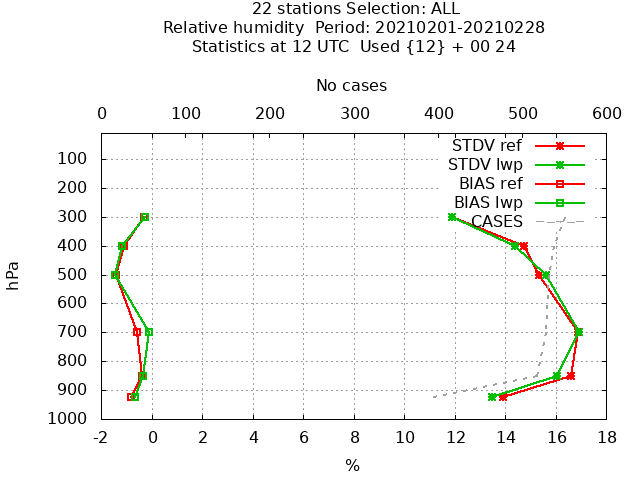 22 stations Selection: ALL
Relative humidity  Period: 20210201-20210228
Statistics at 12 UTC  Used {12} + 00 24
No cases
0 100 200 300 400 500 600
STDV ref
STDV lwp
BIAS ref
BIAS lwp
CASES
hPa
100
200
300
400
500
600
700
800
900
1000
-2 0 2 4 6 8 10 12 14 16 18
%